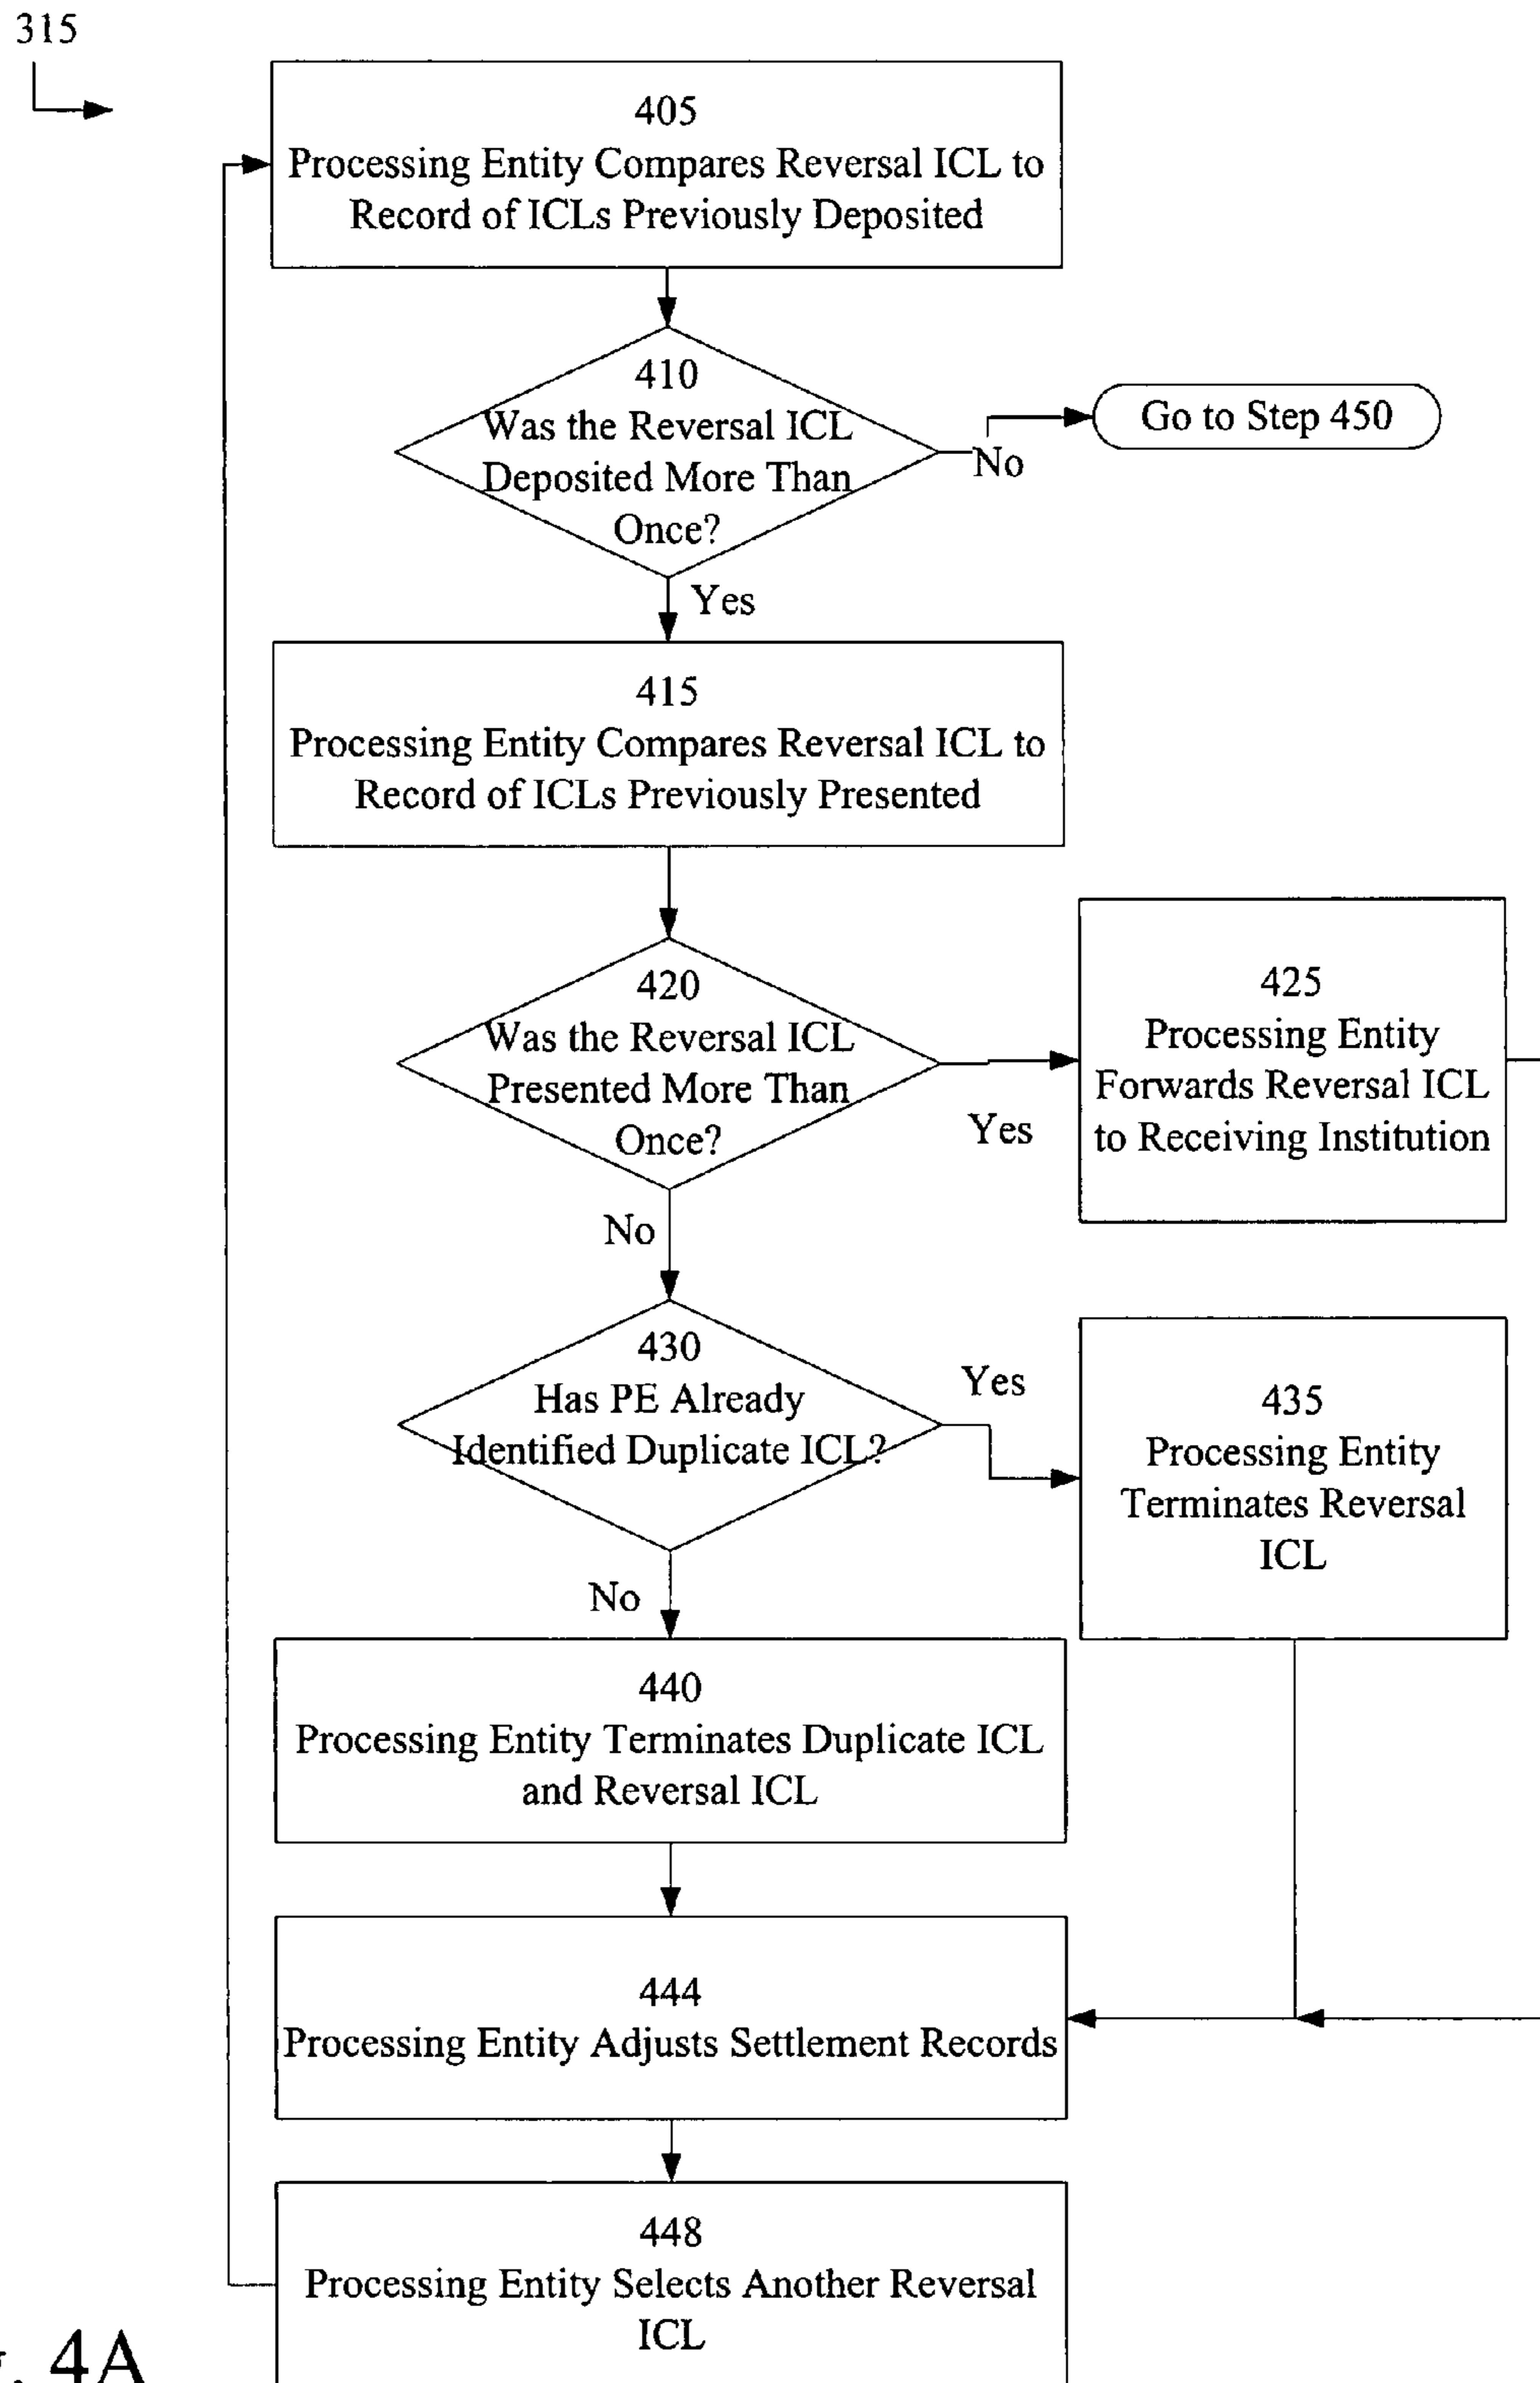 315
405
Processing Entity Compares Reversal ICL to
Record of ICLs Previously Deposited
410
Was the Reversal ICL
Deposited More Than
Once?
No
Go to Step 450
Yes
415
Processing Entity Compares Reversal ICL to
Record of ICLs Previously Presented
420
Was the Reversal ICL
Presented More Than
Once?
Yes
425
Processing Entity
Forwards Reversal ICL
to Receiving Institution
No
430
Has PE Already
Identified Duplicate ICL?
Yes
435
Processing Entity
Terminates Reversal
ICL
No
440
Processing Entity Terminates Duplicate ICL
and Reversal ICL
444
Processing Entity Adjusts Settlement Records
448
Processing Entity Selects Another Reversal
ICL
4A